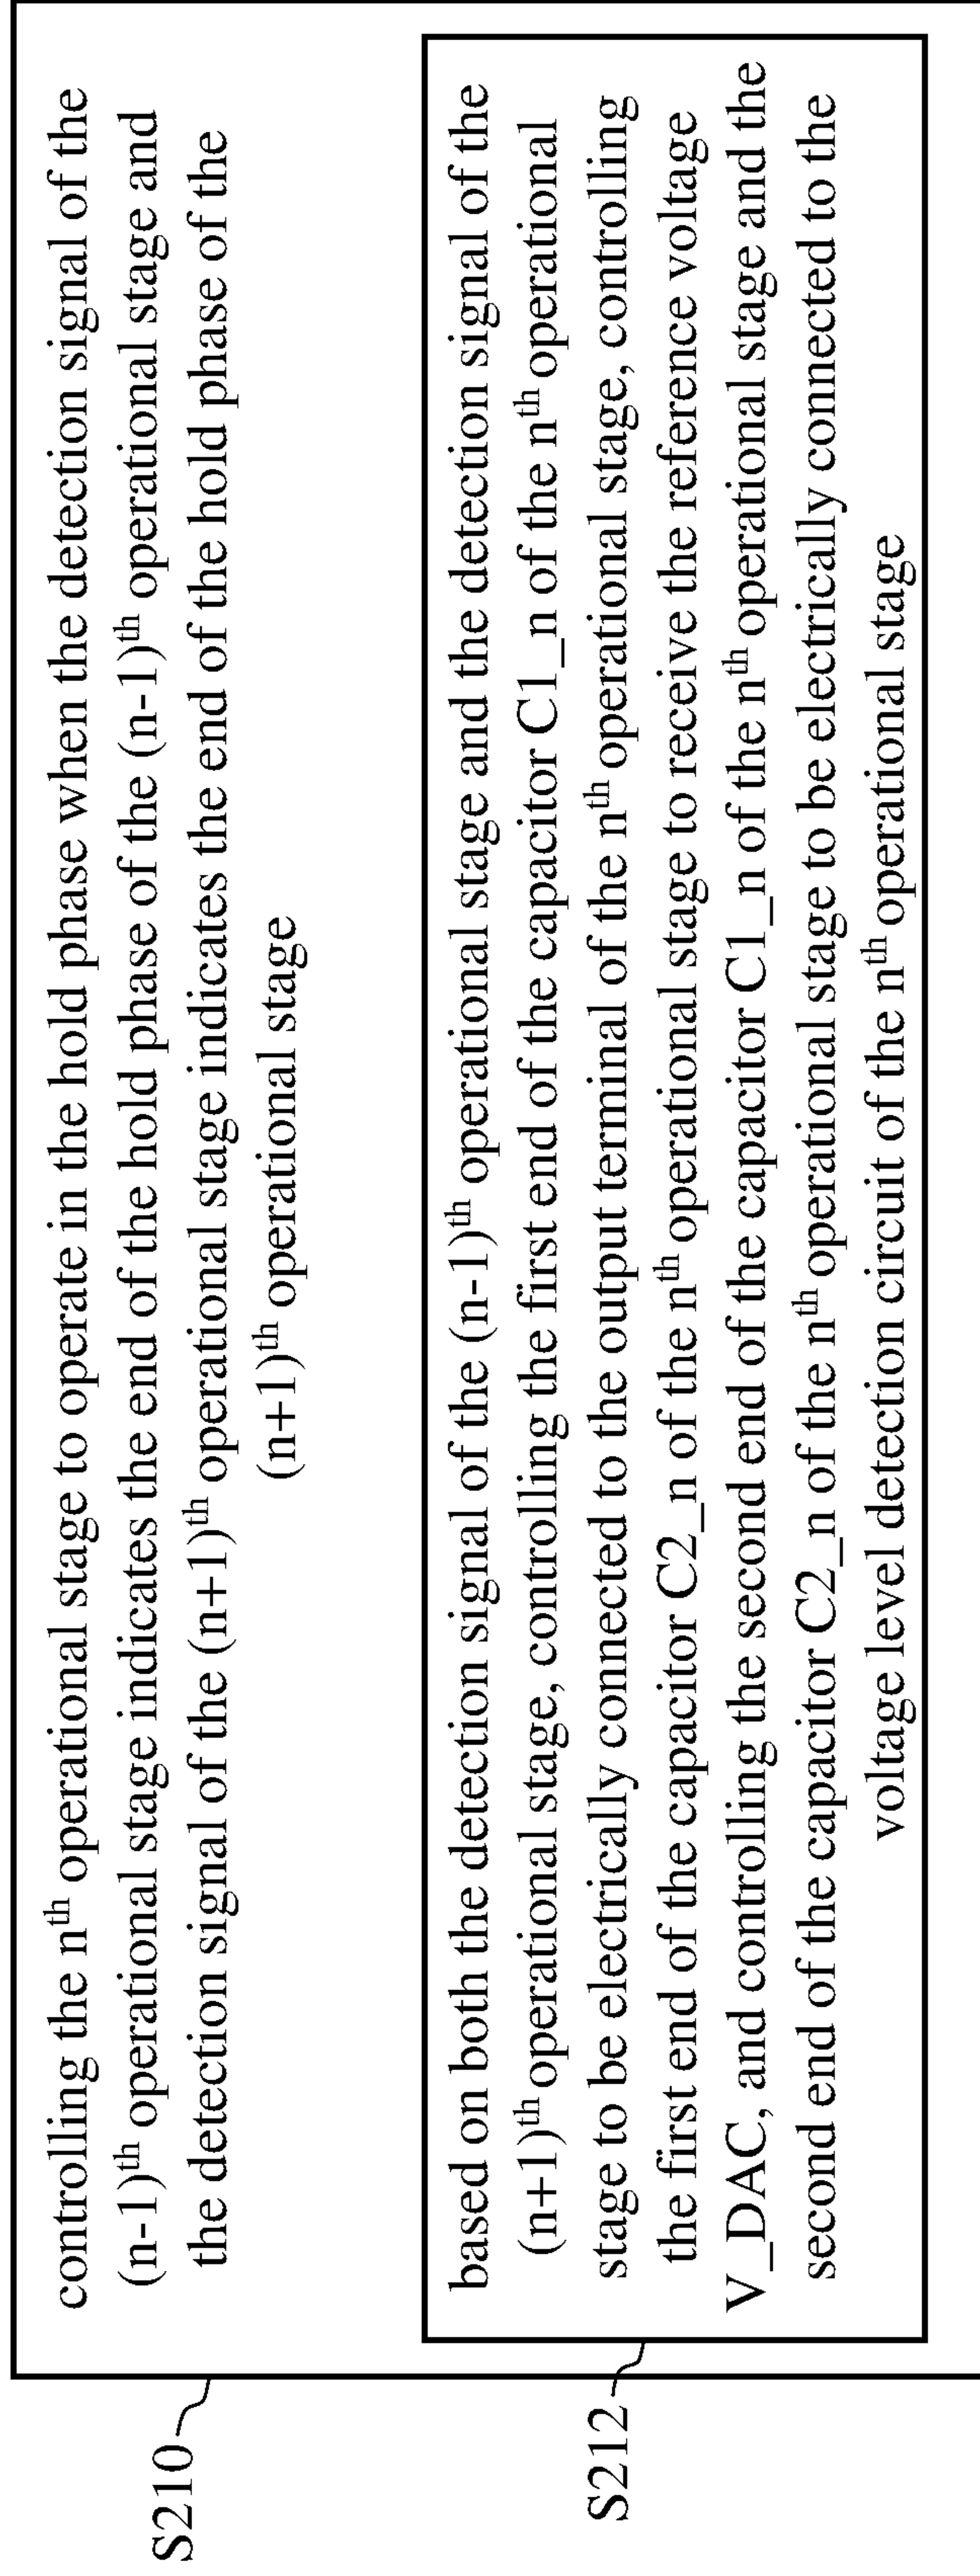 S210
controlling the nth operational stage to operate in the hold phase when the detection signal of the
(n-1)th operational stage indicates the end of the hold phase of the (n-1)th operational stage and
the detection signal of the (n+1)th operational stage indicates the end of the hold phase of the
(n+1)th operational stage
S212
based on both the detection signal of the (n-1)th operational stage and the detection signal of the
(n+1)th operational stage, controlling the first end of the capacitor C1_n of the nth operational
stage to be electrically connected to the output terminal of the nth operational stage, controlling
the first end of the capacitor C2_n of the nth operational stage to receive the reference voltage
V_DAC, and controlling the second end of the capacitor C1_n of the nth operational stage and the
second end of the capacitor C2_n of the nth operational stage to be electrically connected to the
voltage level detection circuit of the nth operational stage